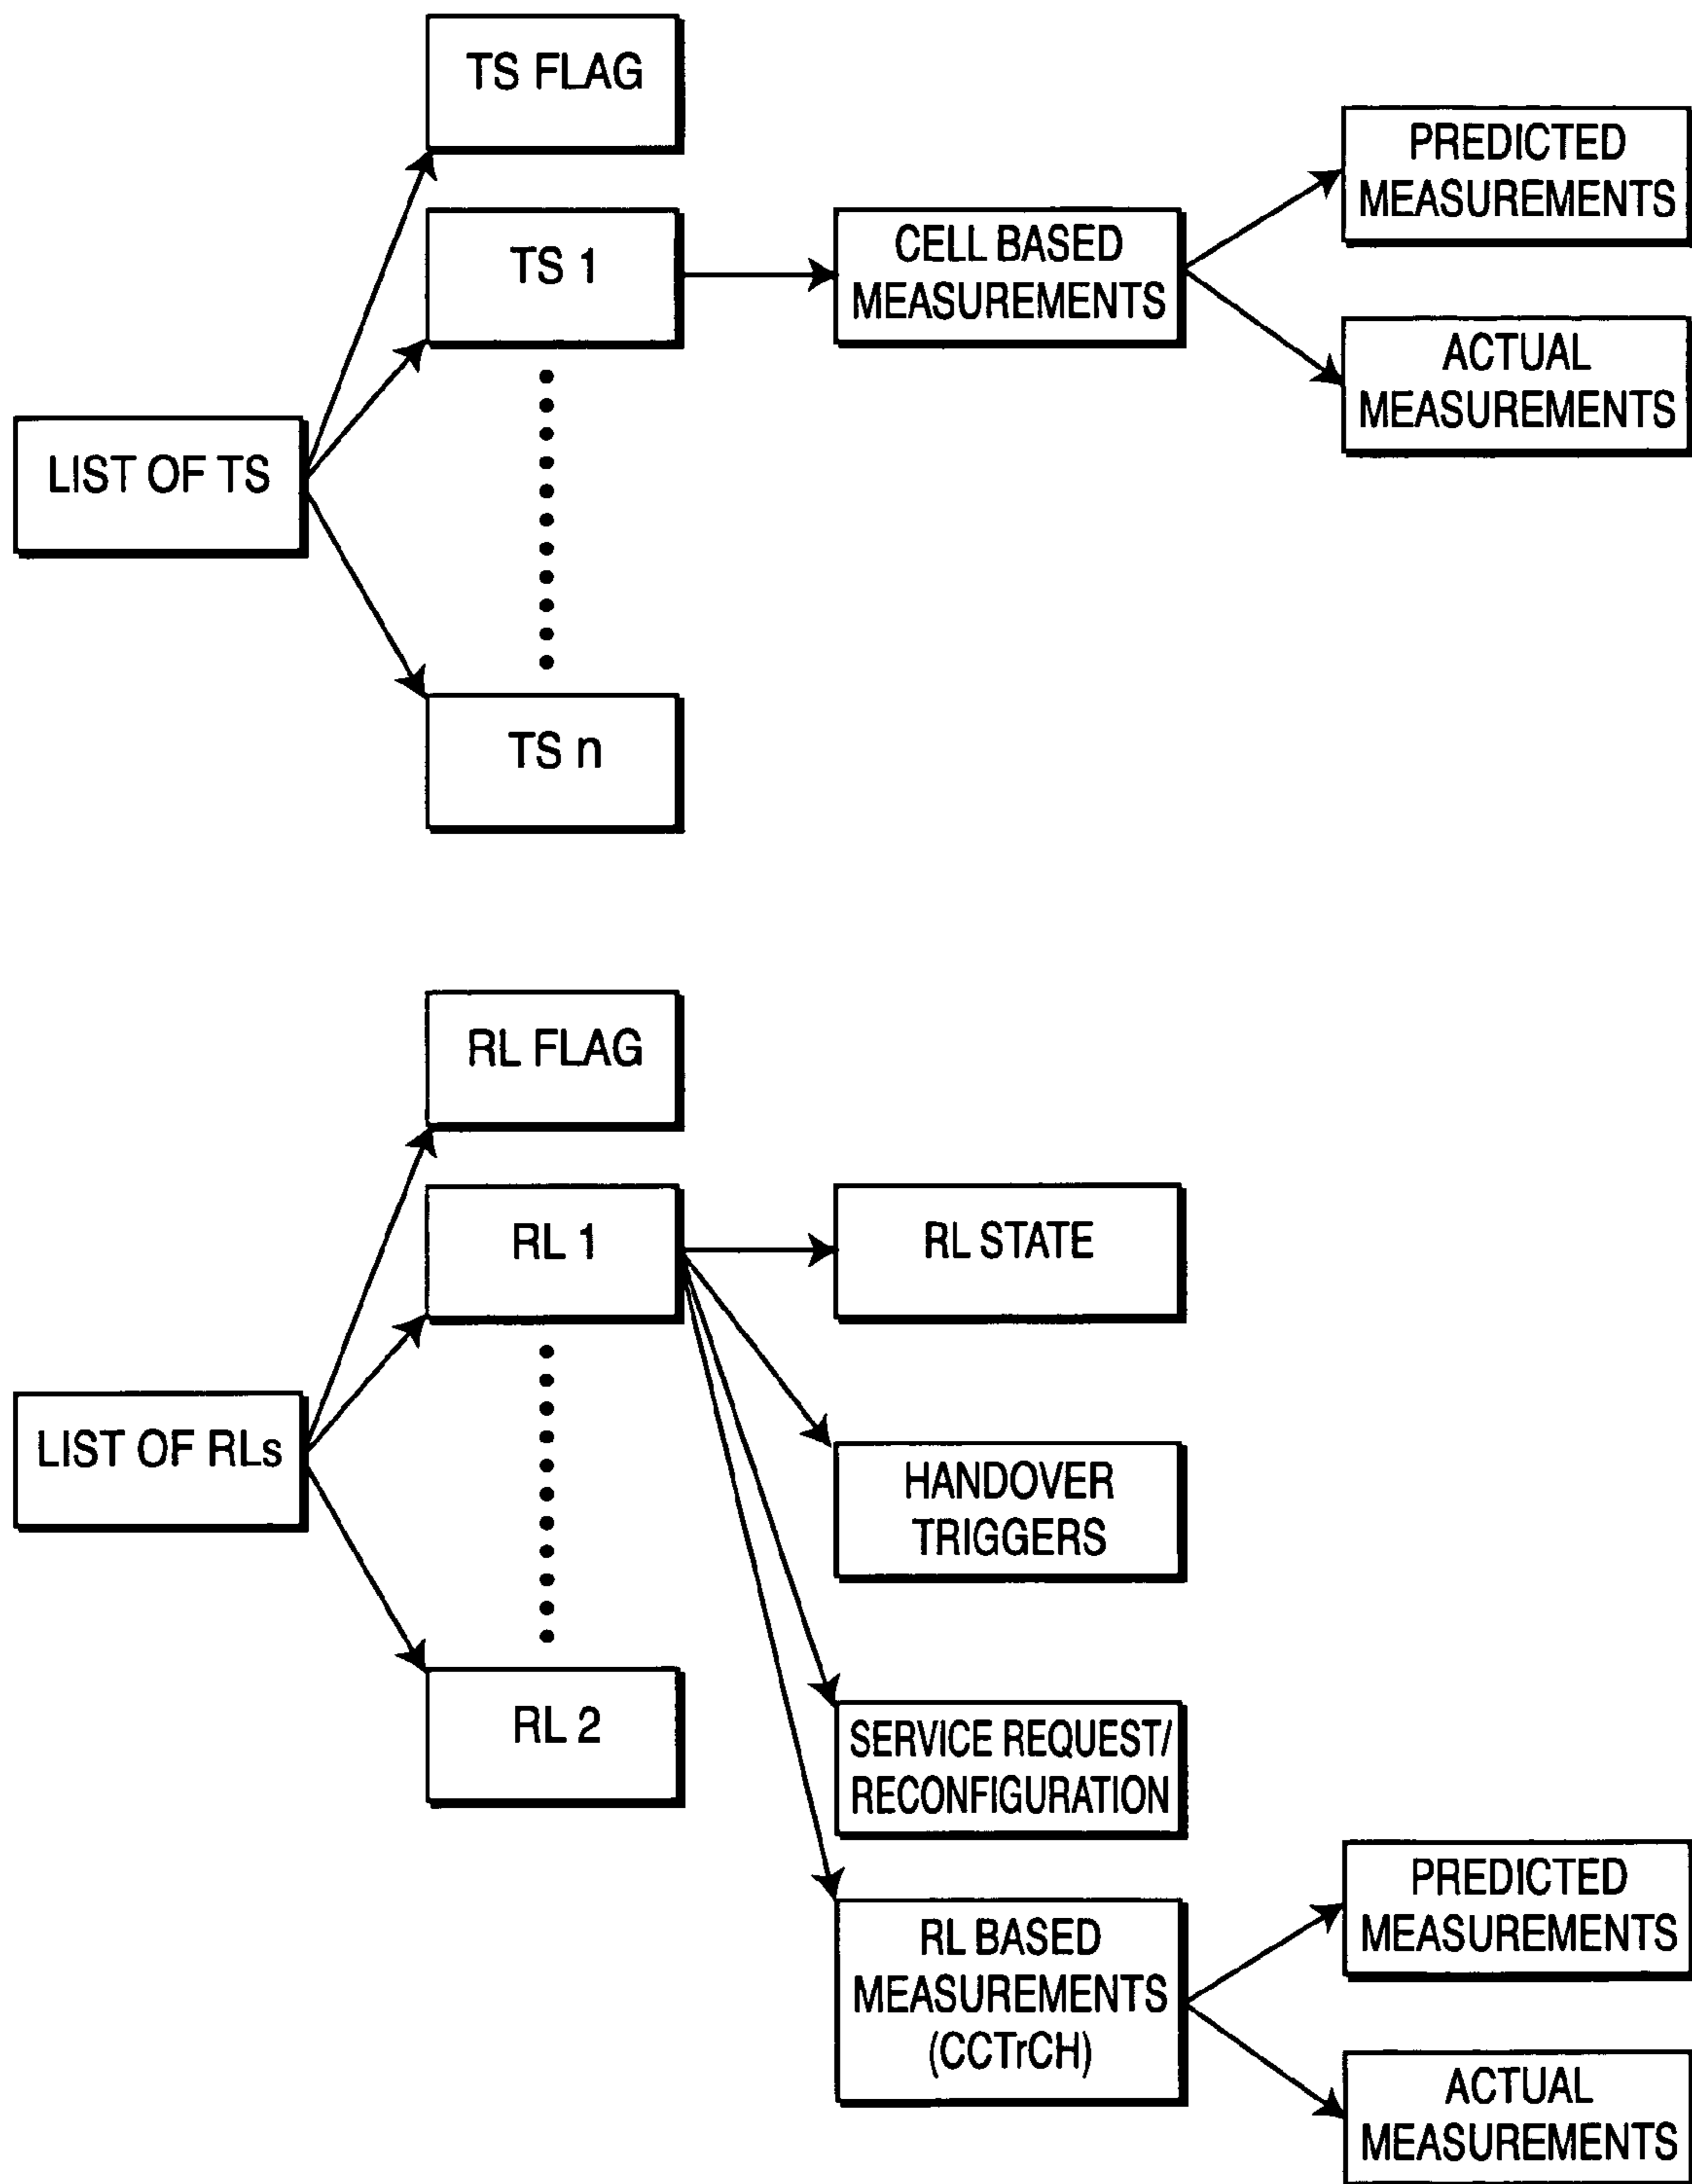 TS FLAG
PREDICTED
MEASUREMENTS
TS 1
CELL BASED
MEASUREMENTS
ACTUAL
MEASUREMENTS
LIST OF TS
TS n
RL FLAG
RL 1
RL STATE
LIST OF RLs
HANDOVER
TRIGGERS
RL 2
SERVICE REQUEST/
RECONFIGURATION
PREDICTED
MEASUREMENTS
RL BASED
MEASUREMENTS
(CCTrCH)
ACTUAL
MEASUREMENTS